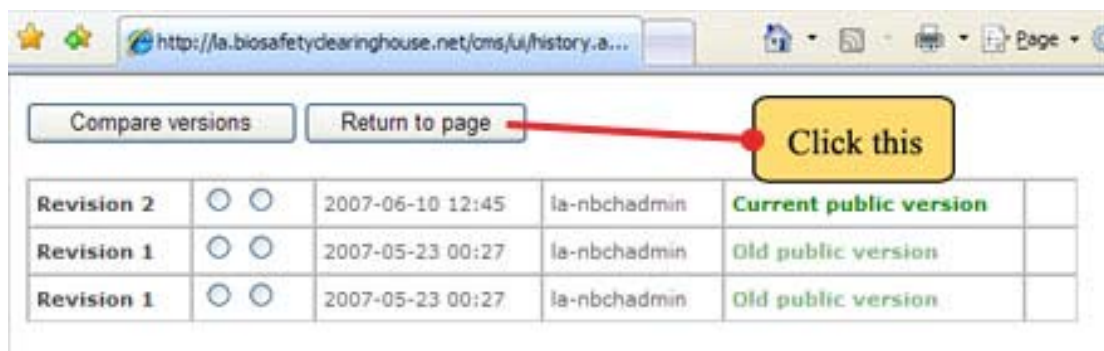 http://la.biosafetyclearinghouse.net/cms/ui/history.a... Page
Compare versions Return to page
Click this
Revision 2 2007-06-10 12:45 la-nbchadmin Current public version
Revision 1 2007-05-23 00:27 la-nbchadmin Old public version
Revision 1 2007-05-23 00:27 la-nbchadmin Old public version